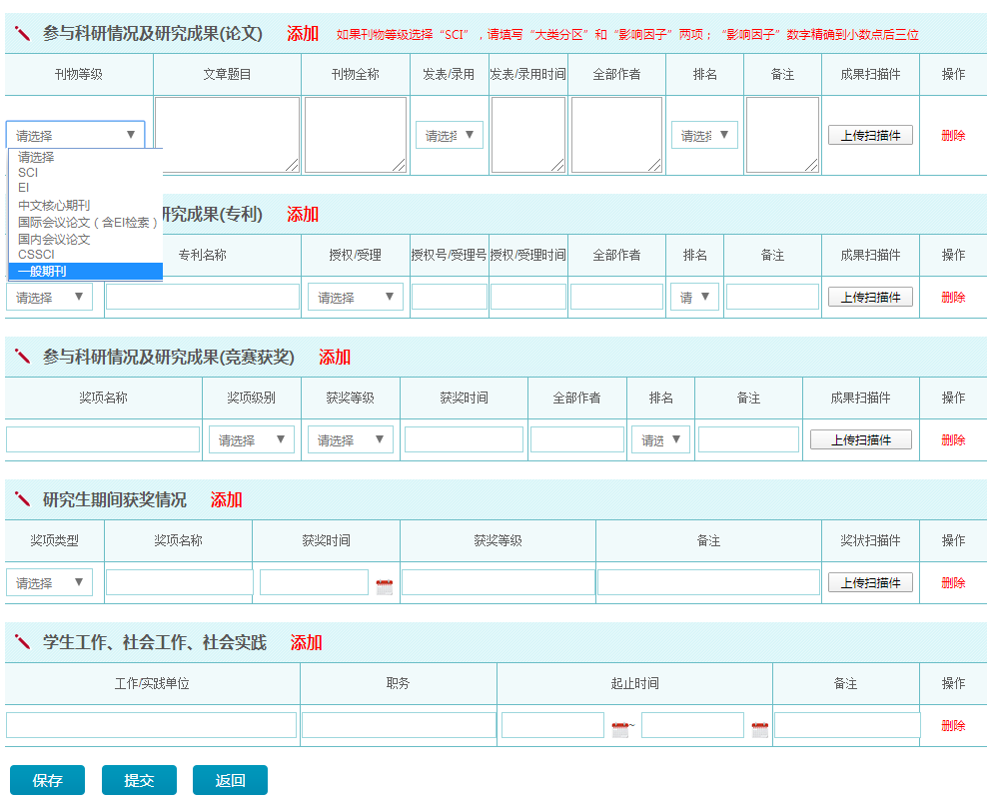 参与科研情况及研究成果(论文) 添加 如果刊物等级选择“SCI”，请填写“大类分区”和“影响因子”两项；“影响因子”数字精确到小数点后三位
刊物等级 文章题目 刊物全称 发表/录用 发表/录用时间 全部作者 排名 备注 成果扫描件 操作
请选择 请选择 请选择 上传扫描件 删除
请选择
SCI
EI
中文核心期刊
国际会议论文（含EI检索）
国内会议论文
CSSCI
一般期刊
研究成果(专利) 添加
专利名称 授权/受理 授权号/受理号 授权/受理时间 全部作者 排名 备注 成果扫描件 操作
请选择 请选择 请 上传扫描件 删除
参与科研情况及研究成果(竞赛获奖) 添加
奖项名称 奖项级别 获奖等级 获奖时间 全部作者 排名 备注 成果扫描件 操作
请选择 请选择 请选 上传扫描件 删除
研究生期间获奖情况 添加
奖项类型 奖项名称 获奖时间 获奖等级 备注 奖状扫描件 操作
请选择 上传扫描件 删除
学生工作、社会工作、社会实践 添加
工作/实践单位 职务 起止时间 备注 操作
~ 删除
保存 提交 返回